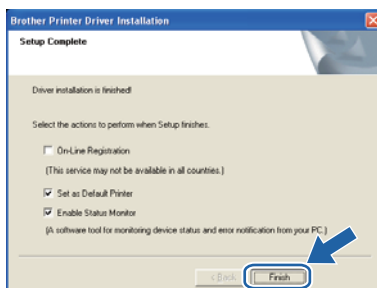 Brother Printer Driver Installation
Setup Complete
Driver installation is finished!
Select the actions to perform when Setup finishes.
On-Line Registration
(This service may not be available in all countries.)
Set as Default Printer
Enable Status Monitor
(A software tool for monitoring device status and error notification from your PC.)
< Back
Finish